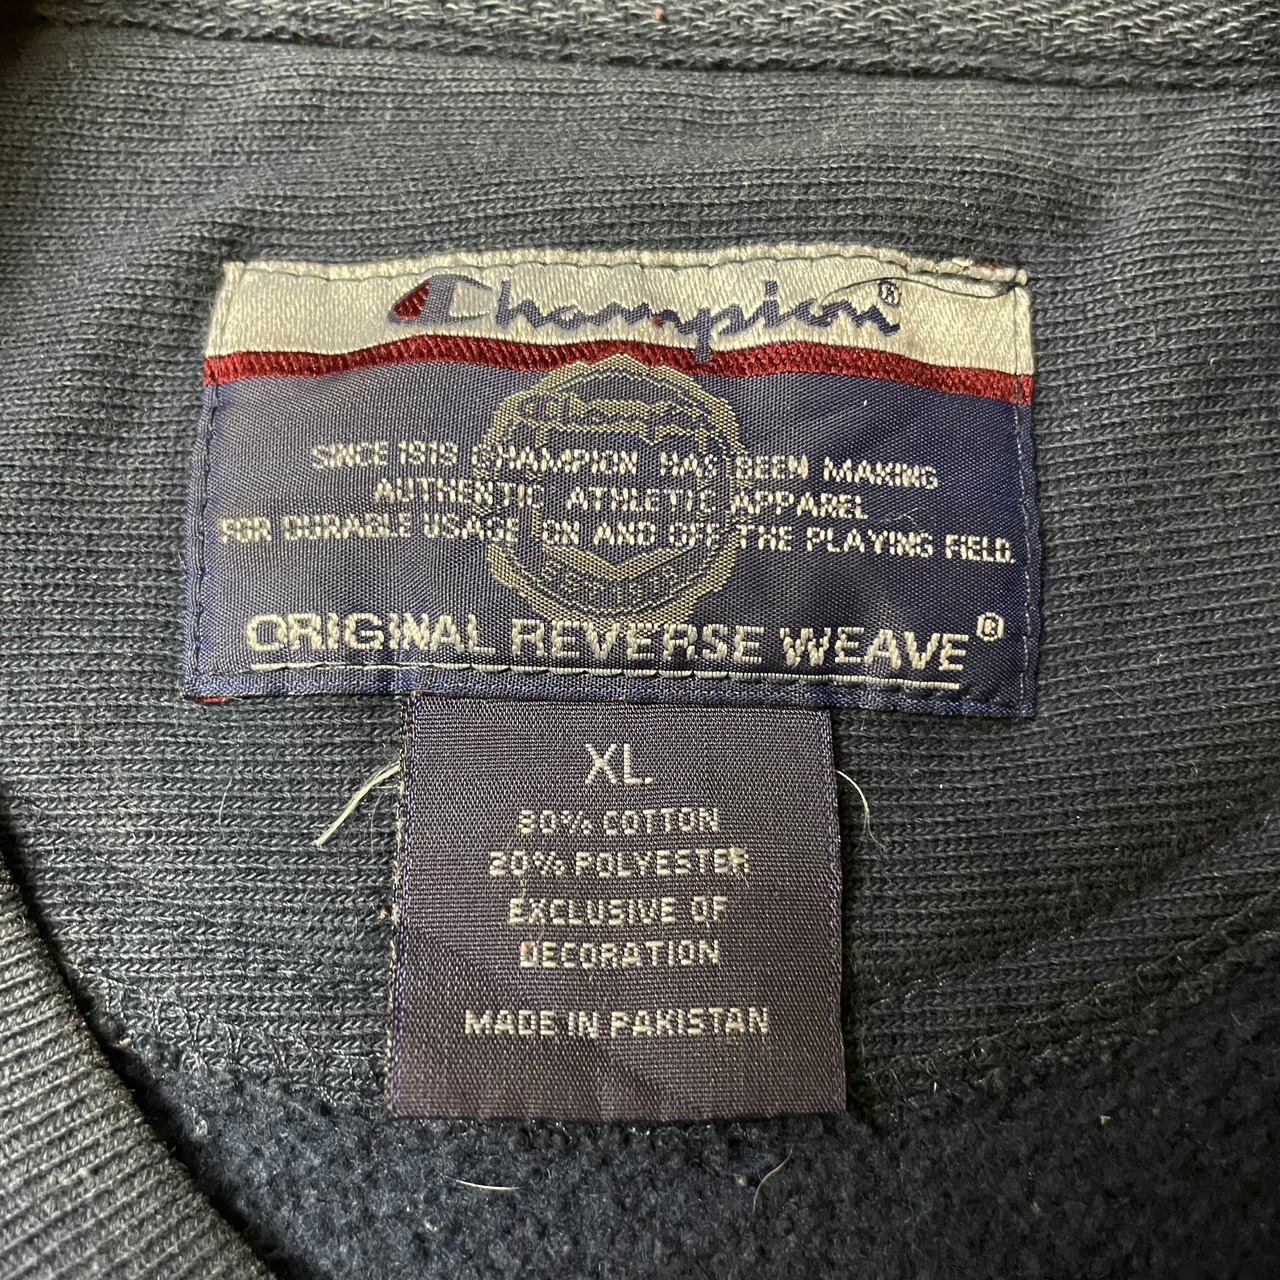 Champion®
Champion
SINCE 1919 CHAMPION HAS BEEN MAKING
AUTHENTIC ATHLETIC APPAREL
FOR DURABLE USAGE ON AND OFF THE PLAYING FIELD.
ORIGINAL REVERSE WEAVE®
XL
80% COTTON
20% POLYESTER
EXCLUSIVE OF
DECORATION
MADE IN PAKISTAN